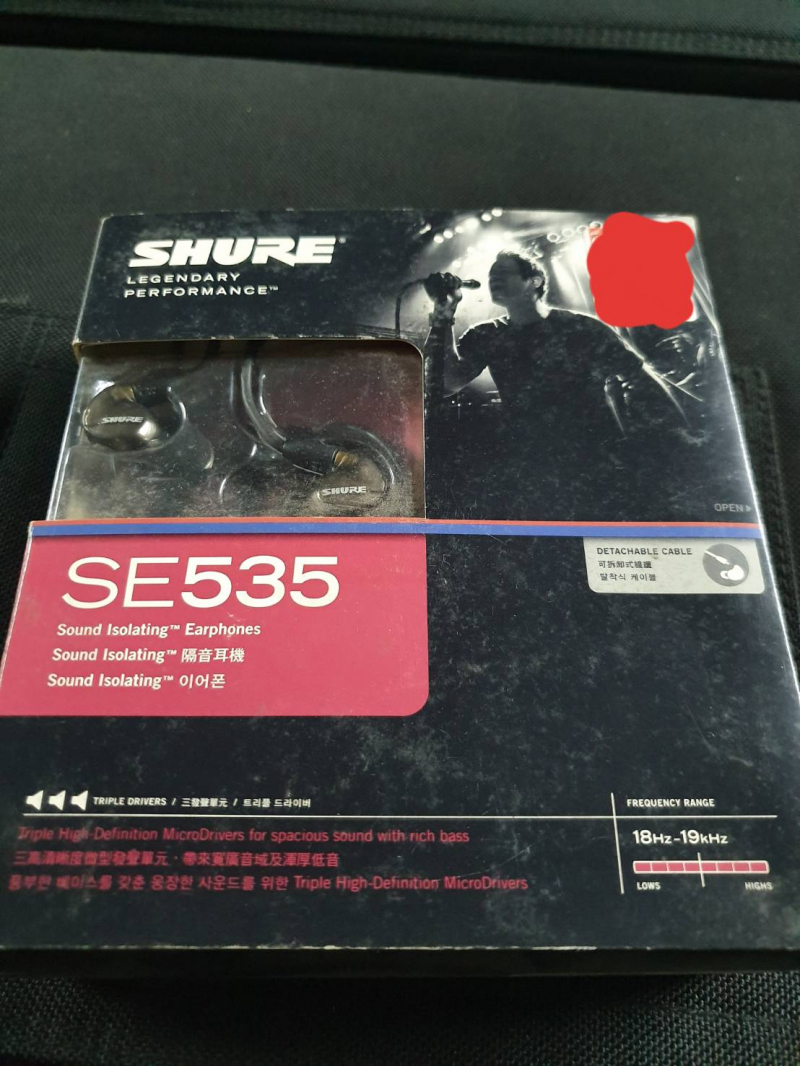 SHURE
LEGENDARY
PERFORMANCE™
SHURE
SHURE
OPEN
SE535
Sound Isolating™ Earphones
Sound Isolating™ 隔音耳機
Sound Isolating™ 이어폰
DETACHABLE CABLE
可拆卸式線纜
탈착식 케이블
TRIPLE DRIVERS / 三發聲單元 / 트리플 드라이버
Triple High-Definition MicroDrivers for spacious sound with rich bass
三高清晰度微型發聲單元，帶來寬廣音域及渾厚低音
풍부한 베이스를 갖춘 웅장한 사운드를 위한 Triple High-Definition MicroDrivers
FREQUENCY RANGE
18Hz-19kHz
LOWS HIGHS